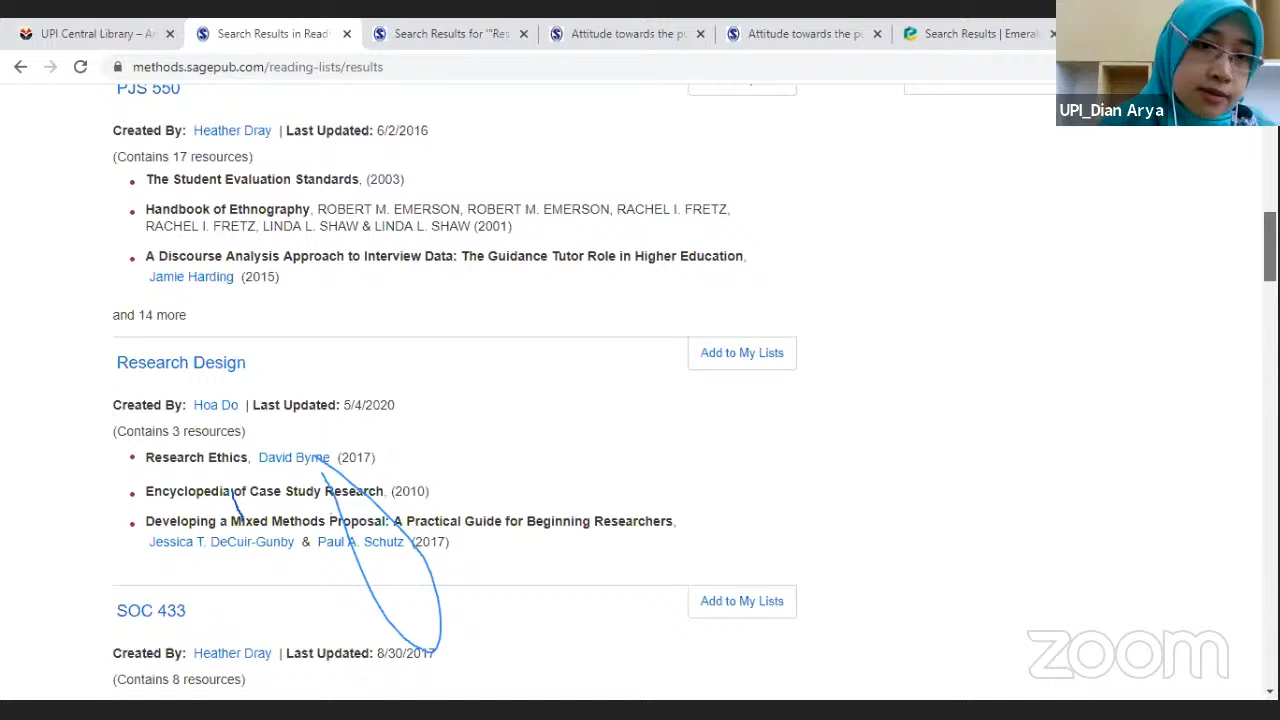 UPI Central Library – Ar
Search Results in Read
Search Results for "Res
Attitude towards the pu
Attitude towards the pu
Search Results | Emeral
methods.sagepub.com/reading-lists/results
UPI_Dian Arya
PJS 550
Created By: Heather Dray | Last Updated: 6/2/2016
(Contains 17 resources)
The Student Evaluation Standards, (2003)
Handbook of Ethnography, ROBERT M. EMERSON, ROBERT M. EMERSON, RACHEL I. FRETZ,
RACHEL I. FRETZ, LINDA L. SHAW & LINDA L. SHAW (2001)
A Discourse Analysis Approach to Interview Data: The Guidance Tutor Role in Higher Education,
Jamie Harding (2015)
and 14 more
Research Design
Add to My Lists
Created By: Hoa Do | Last Updated: 5/4/2020
(Contains 3 resources)
Research Ethics, David Byrne (2017)
Encyclopedia of Case Study Research, (2010)
Developing a Mixed Methods Proposal: A Practical Guide for Beginning Researchers,
Jessica T. DeCuir-Gunby & Paul A. Schutz (2017)
SOC 433
Add to My Lists
Created By: Heather Dray | Last Updated: 8/30/2017
(Contains 8 resources)
zoom